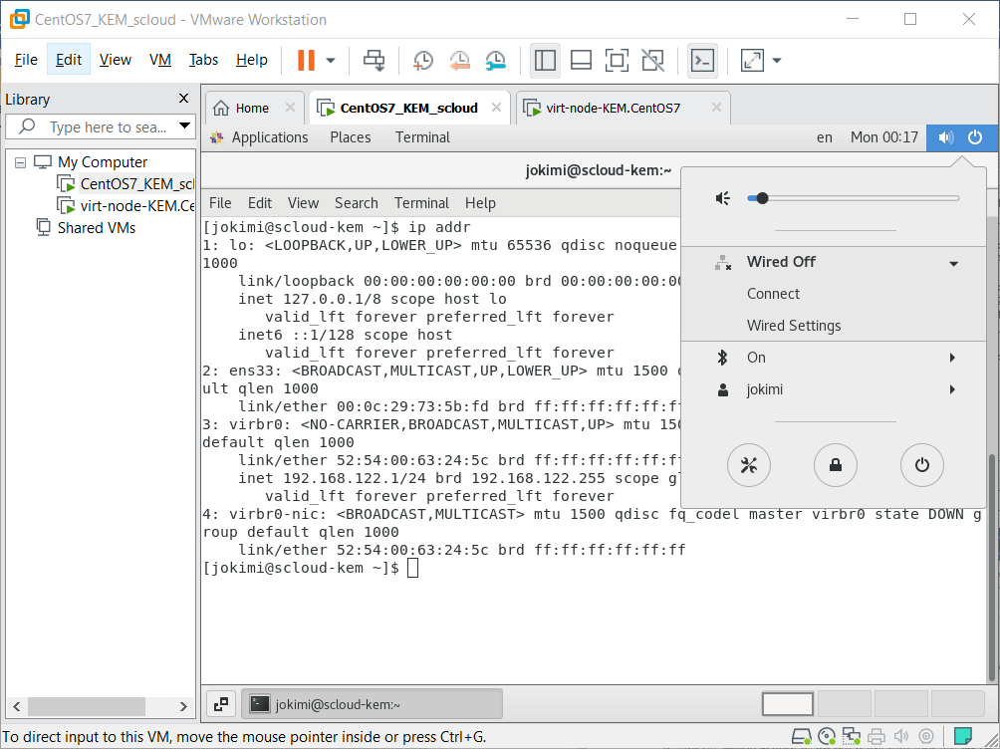 CentOS7_KEM_scloud - VMware Workstation
File Edit View VM Tabs Help
Library
Type here to sea...
My Computer
CentOS7_KEM_scl
virt-node-KEM.Ce
Shared VMs
Home CentOS7_KEM_scloud virt-node-KEM.CentOS7
Applications Places Terminal en Mon 00:17
jokimi@scloud-kem:~
File Edit View Search Terminal Help
[jokimi@scloud-kem ~]$ ip addr
1: lo: <LOOPBACK,UP,LOWER_UP> mtu 65536 qdisc noqueue
1000
link/loopback 00:00:00:00:00:00 brd 00:00:00:00:00
inet 127.0.0.1/8 scope host lo
valid_lft forever preferred_lft forever
inet6 ::1/128 scope host
valid_lft forever preferred_lft forever
2: ens33: <BROADCAST,MULTICAST,UP,LOWER_UP> mtu 1500 q
ult qlen 1000
link/ether 00:0c:29:73:5b:fd brd ff:ff:ff:ff:ff:ff
3: virbr0: <NO-CARRIER,BROADCAST,MULTICAST,UP> mtu 150
default qlen 1000
link/ether 52:54:00:63:24:5c brd ff:ff:ff:ff:ff:ff
inet 192.168.122.1/24 brd 192.168.122.255 scope gl
valid_lft forever preferred_lft forever
4: virbr0-nic: <BROADCAST,MULTICAST> mtu 1500 qdisc fq_codel master virbr0 state DOWN g
roup default qlen 1000
link/ether 52:54:00:63:24:5c brd ff:ff:ff:ff:ff:ff
[jokimi@scloud-kem ~]$
Wired Off
Connect
Wired Settings
On
jokimi
jokimi@scloud-kem:~
To direct input to this VM, move the mouse pointer inside or press Ctrl+G.